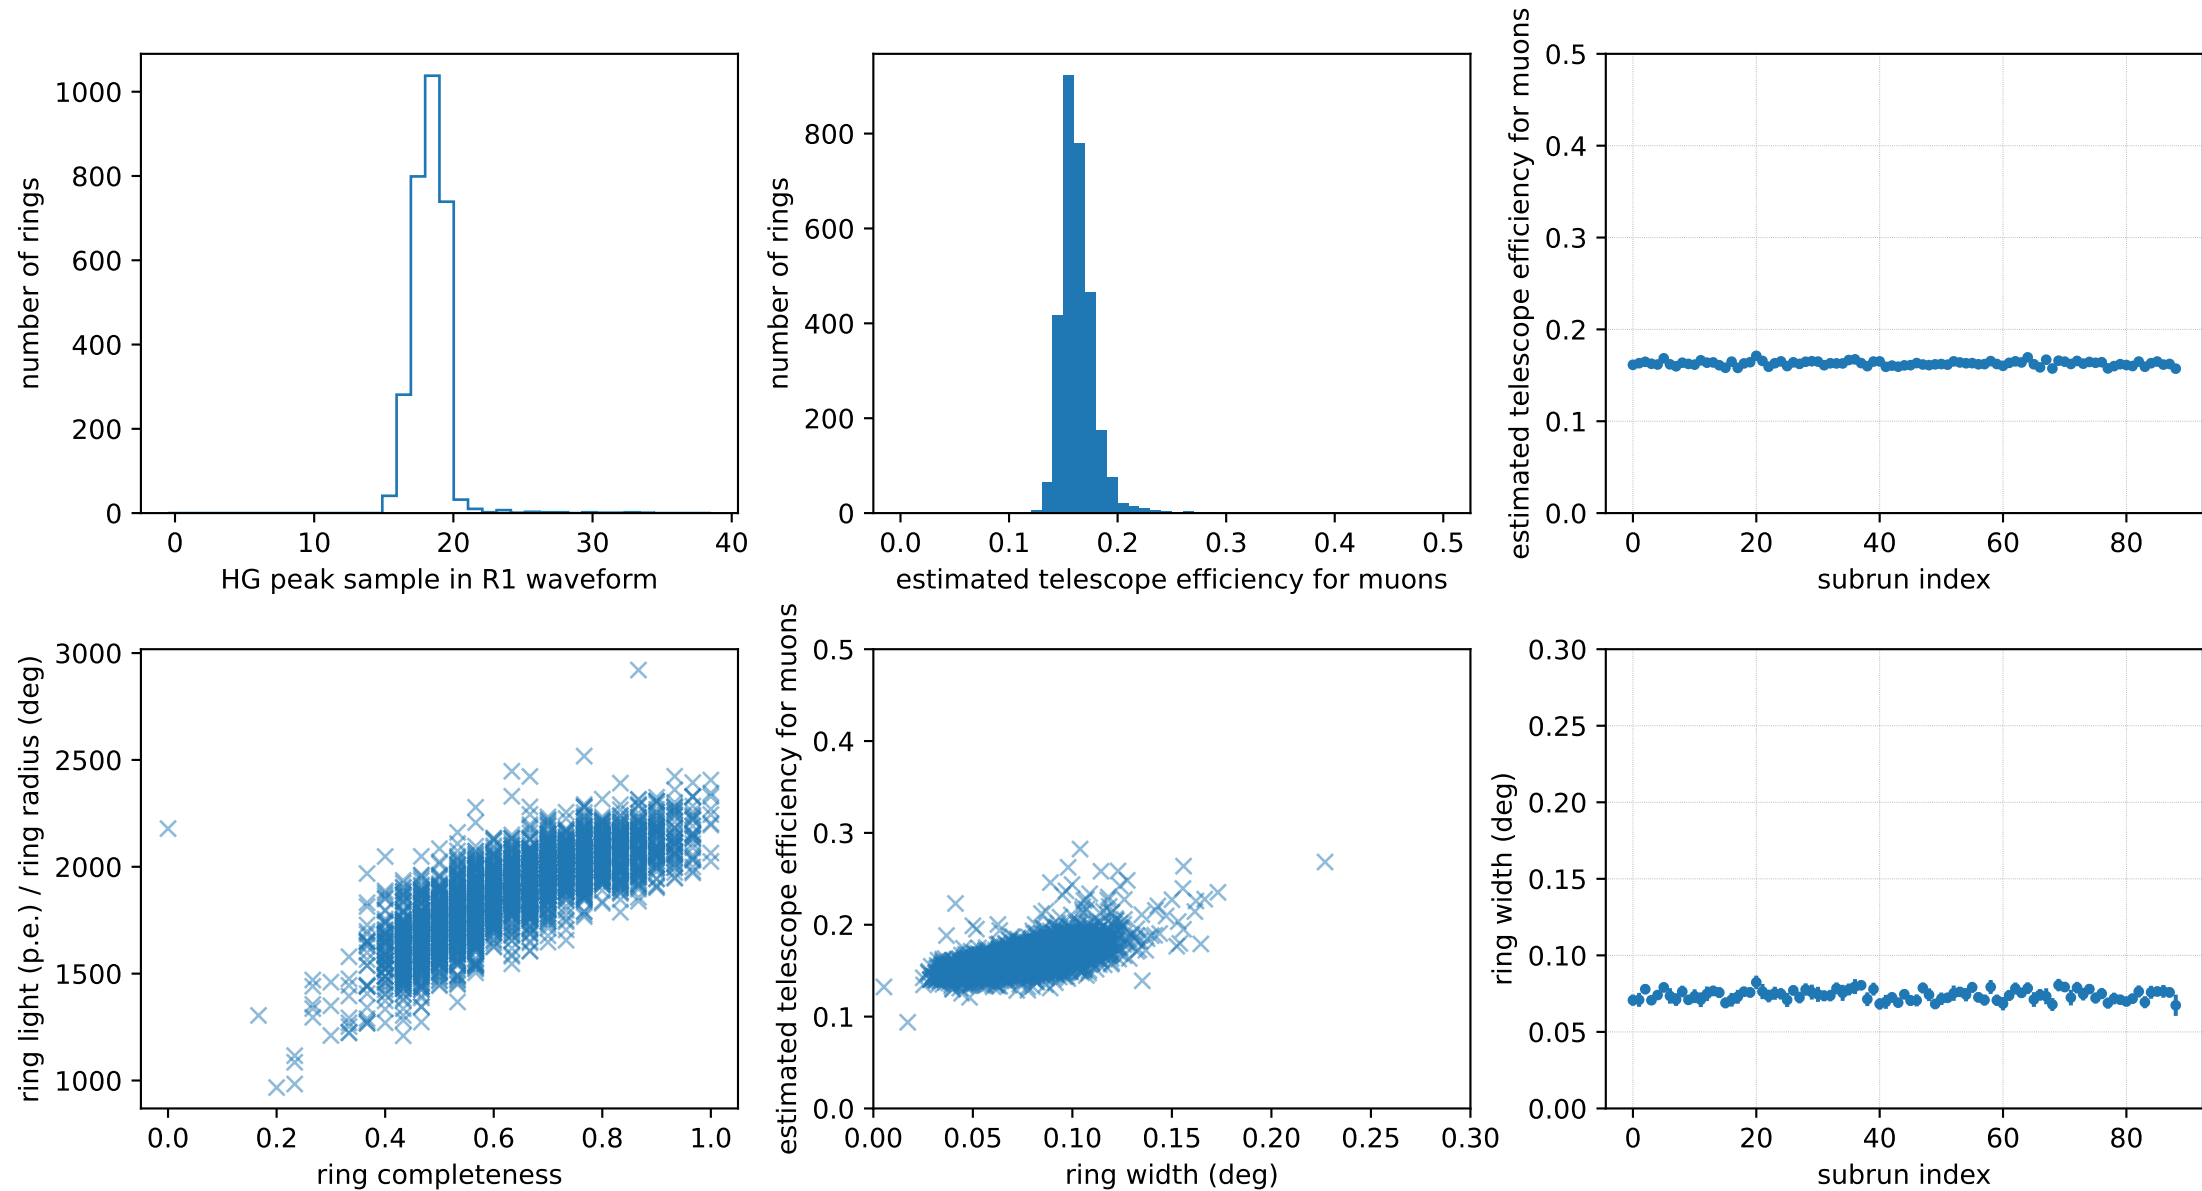 number of rings
1000
800
600
400
200
0
0 10 20 30 40
HG peak sample in R1 waveform
number of rings
800
600
400
200
0
0.0 0.1 0.2 0.3 0.4 0.5
estimated telescope efficiency for muons
estimated telescope efficiency for muons
0.5
0.4
0.3
0.2
0.1
0.0
0 20 40 60 80
subrun index
ring light (p.e.) / ring radius (deg)
3000
2500
2000
1500
1000
0.0 0.2 0.4 0.6 0.8 1.0
ring completeness
estimated telescope efficiency for muons
0.5
0.4
0.3
0.2
0.1
0.0
0.00 0.05 0.10 0.15 0.20 0.25 0.30
ring width (deg)
ring width (deg)
0.30
0.25
0.20
0.15
0.10
0.05
0.00
0 20 40 60 80
subrun index